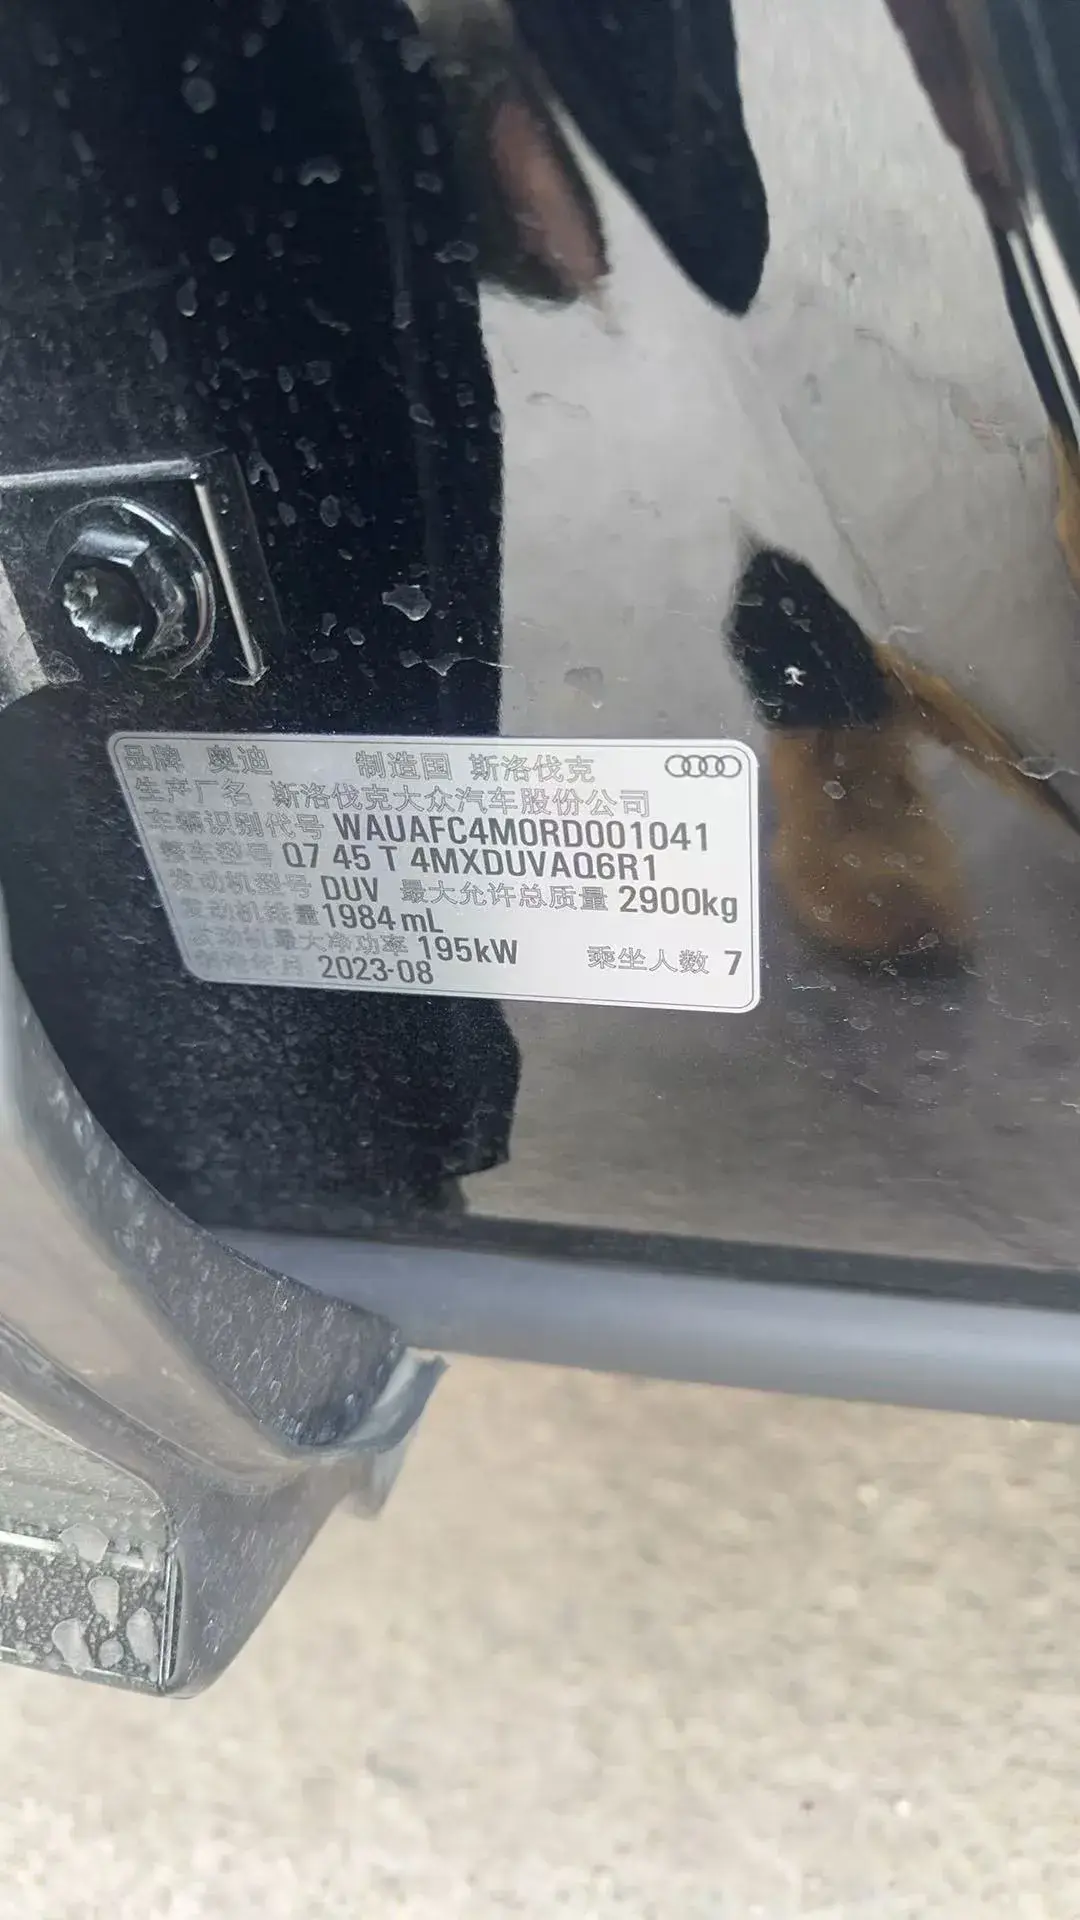 品牌 奥迪 制造国 斯洛伐克
生产厂名 斯洛伐克大众汽车股份公司
车辆识别代号 WAUAFC4M0RD001041
整车型号 Q7 45 T 4MXDUVAQ6R1
发动机型号 DUV 最大允许总质量 2900kg
发动机排量 1984 mL
发动机最大净功率 195kW 乘坐人数 7
制造年月 2023-08